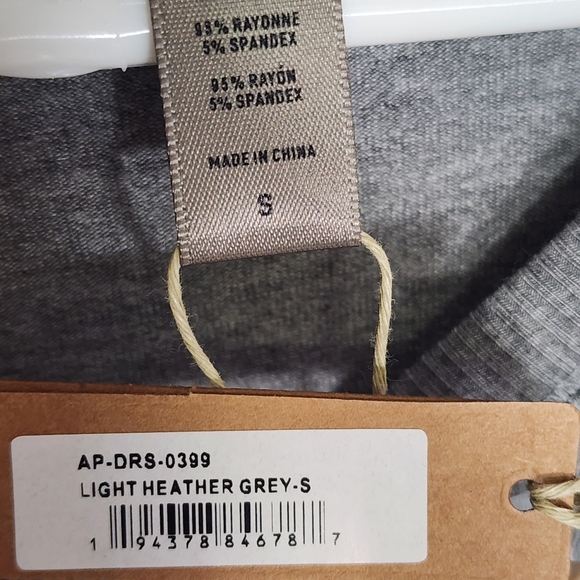 95% RAYONNE
5% SPANDEX
95% RAYÓN
5% SPANDEX
MADE IN CHINA
S
AP-DRS-0399
LIGHT HEATHER GREY-S
1 94378 84678 7